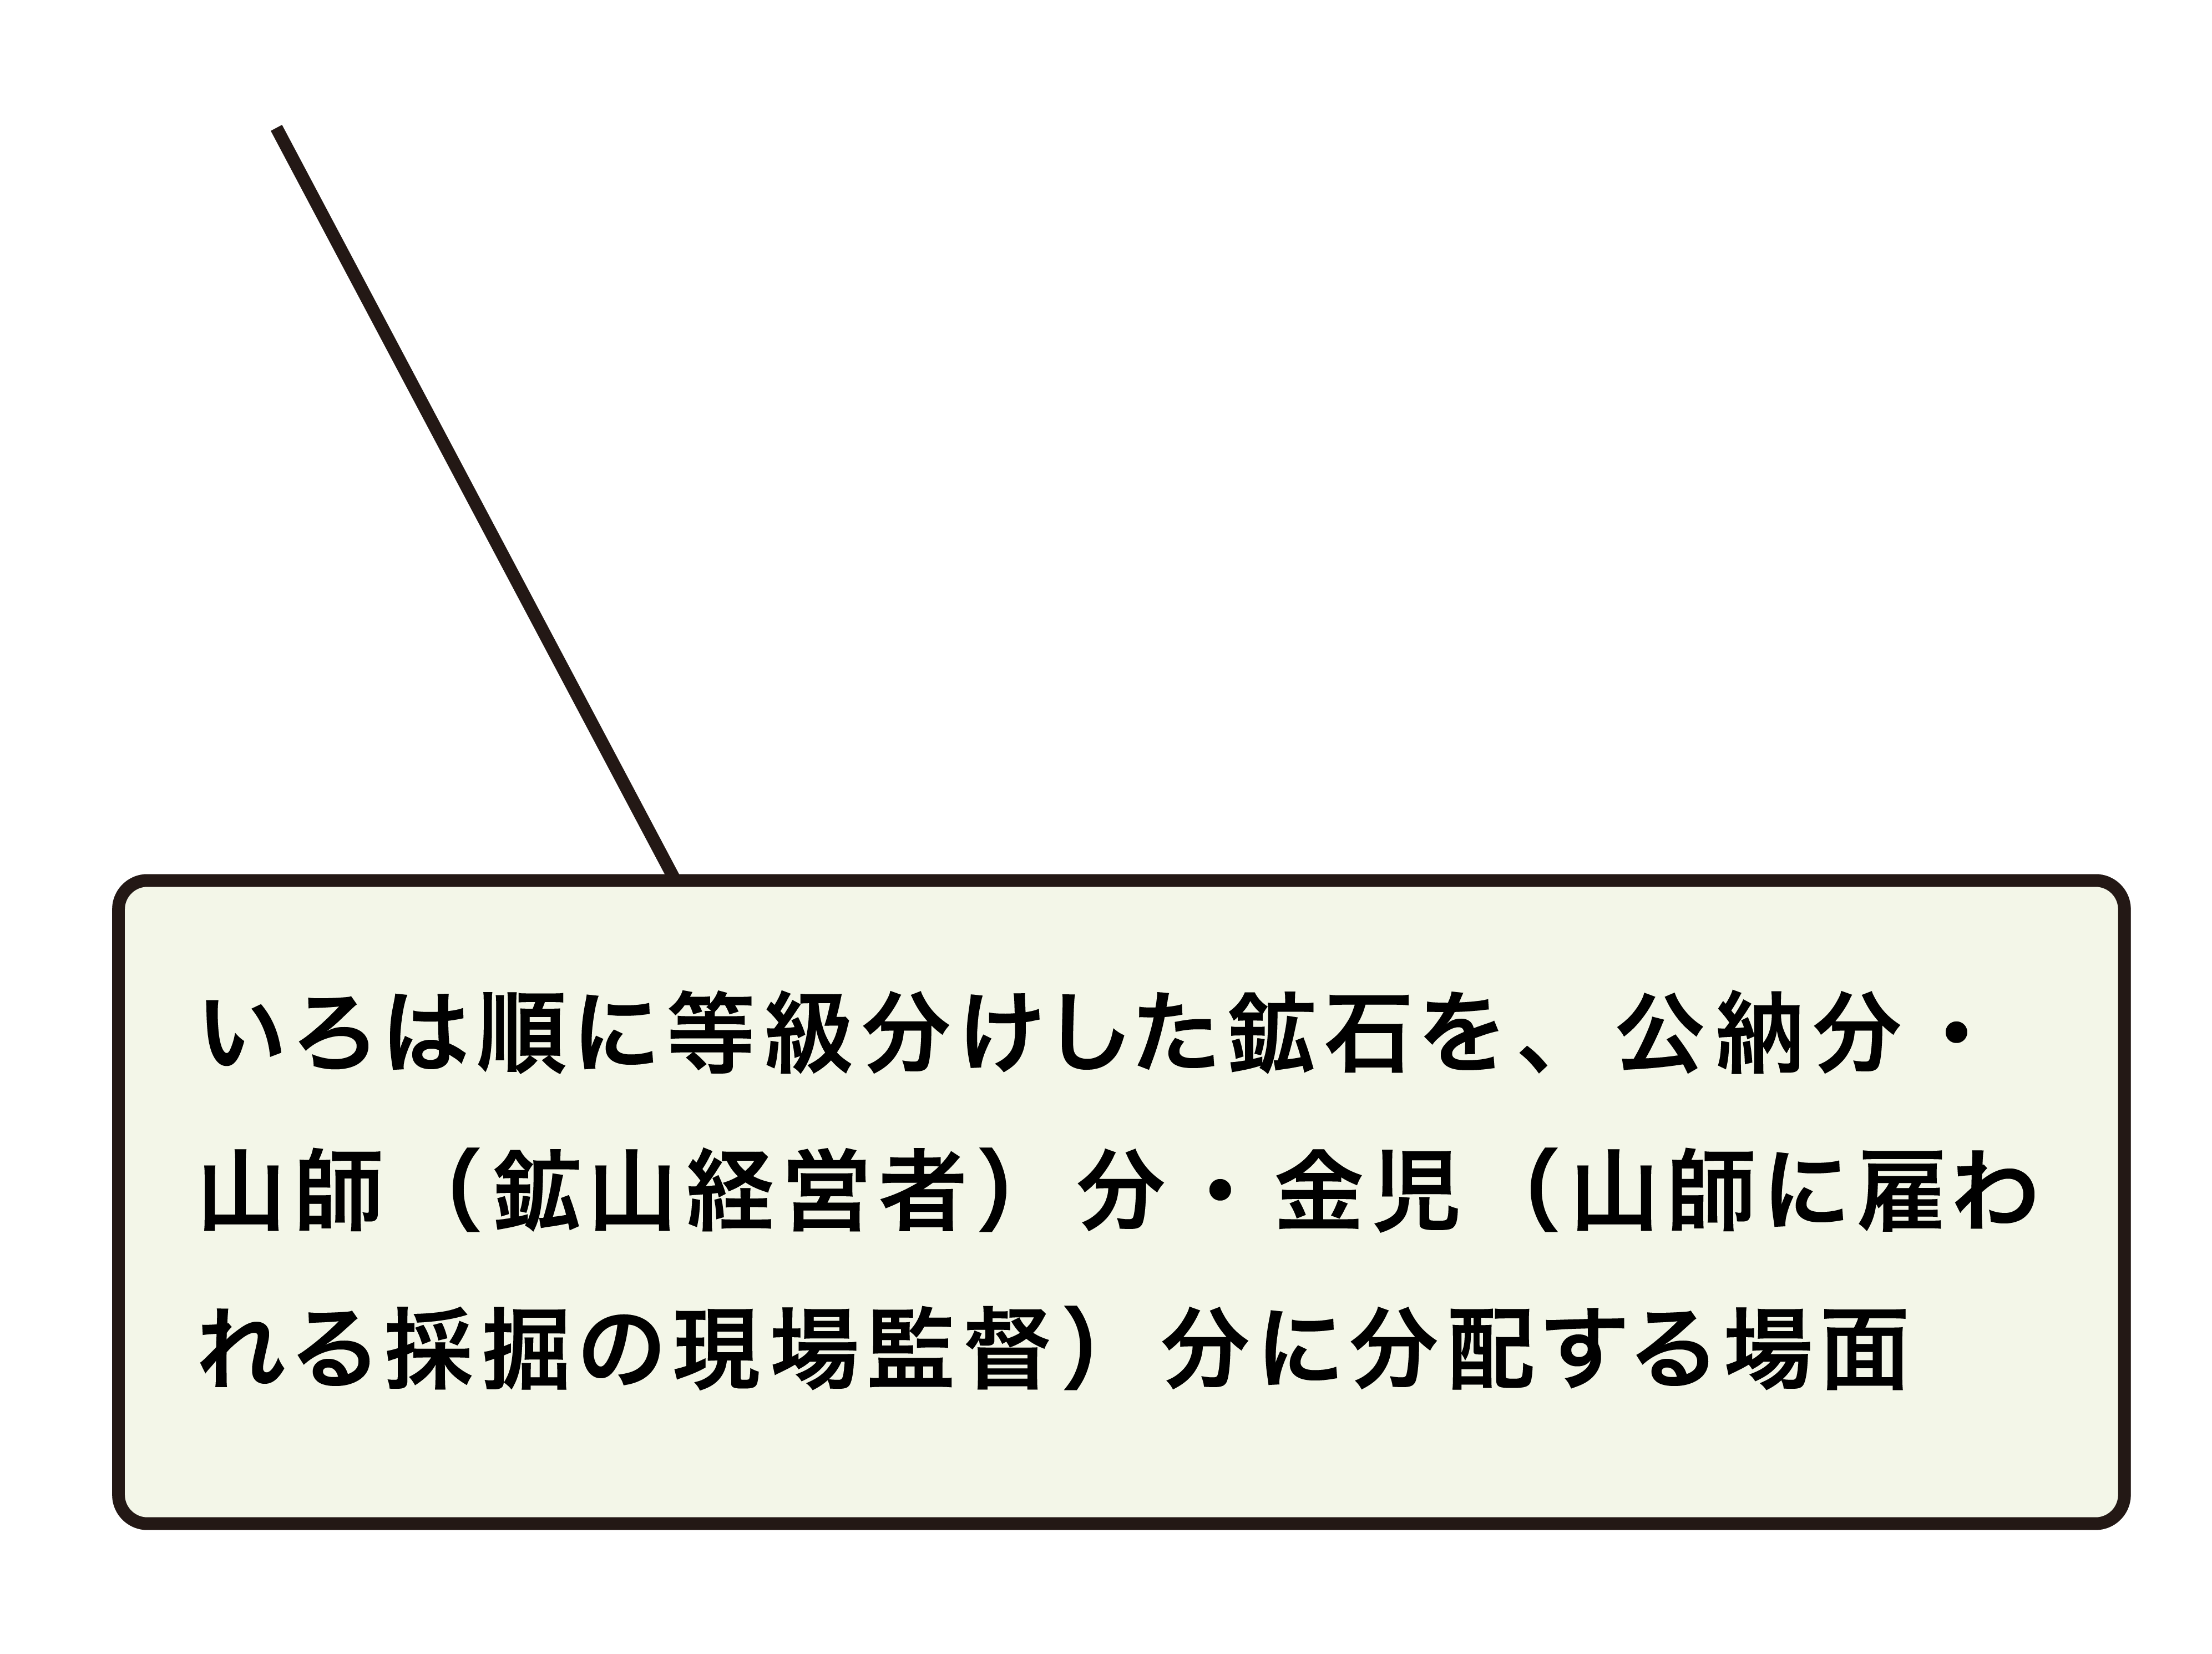 いろは順に等級分けした鉱石を、公納分・
山師（鉱山経営者）分・金児（山師に雇わ
れる採掘の現場監督）分に分配する場面